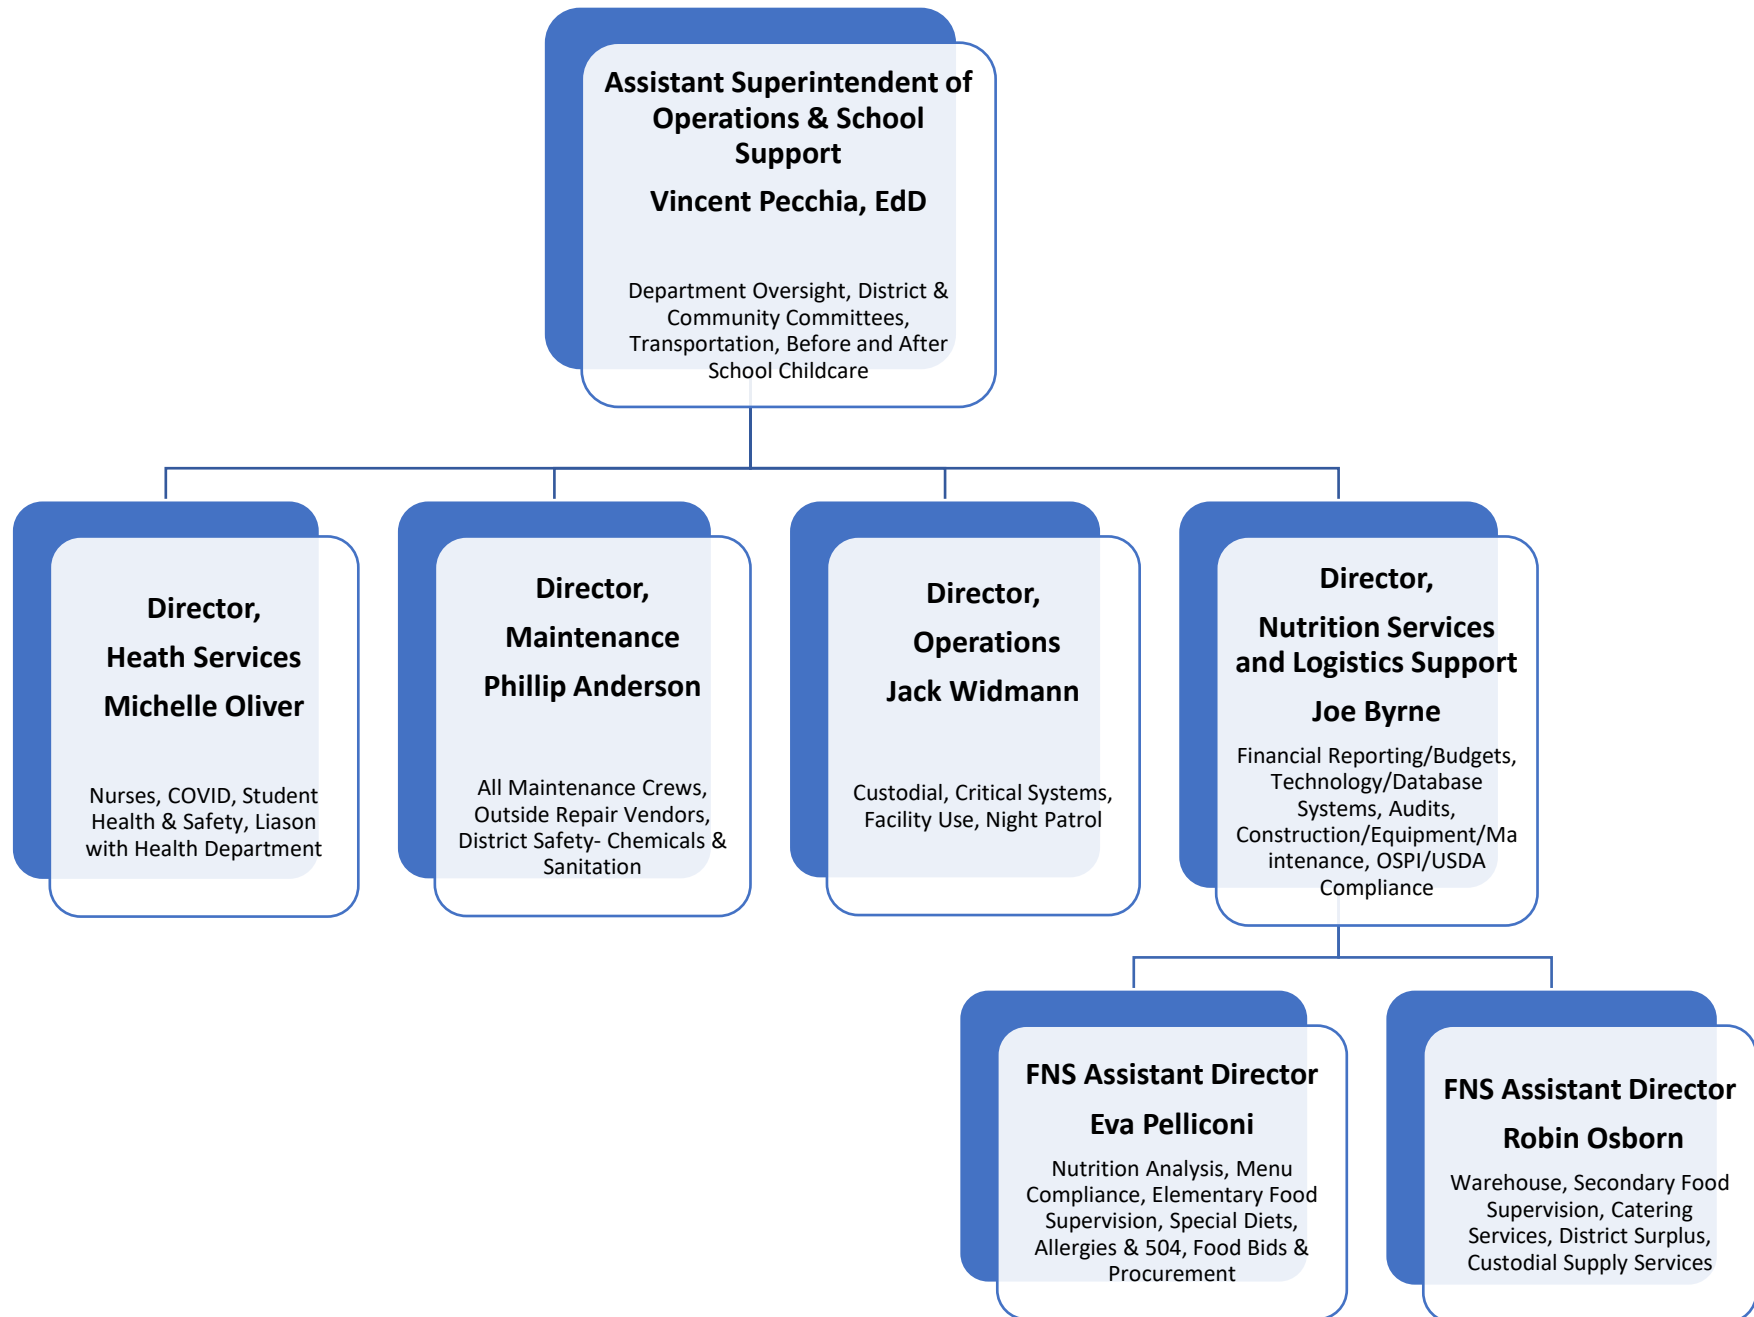 Assistant Superintendent of
Operations & School
Support
Vincent Pecchia, EdD
Department Oversight, District &
Community Committees,
Transportation, Before and After
School Childcare
Director,
Heath Services
Michelle Oliver
Nurses, COVID, Student
Health & Safety, Liason
with Health Department
Director,
Maintenance
Phillip Anderson
All Maintenance Crews,
Outside Repair Vendors,
District Safety- Chemicals &
Sanitation
Director,
Operations
Jack Widmann
Custodial, Critical Systems,
Facility Use, Night Patrol
Director,
Nutrition Services
and Logistics Support
Joe Byrne
Financial Reporting/Budgets,
Technology/Database
Systems, Audits,
Construction/Equipment/Ma
intenance, OSPI/USDA
Compliance
FNS Assistant Director
Eva Pelliconi
Nutrition Analysis, Menu
Compliance, Elementary Food
Supervision, Special Diets,
Allergies & 504, Food Bids &
Procurement
FNS Assistant Director
Robin Osborn
Warehouse, Secondary Food
Supervision, Catering
Services, District Surplus,
Custodial Supply Services